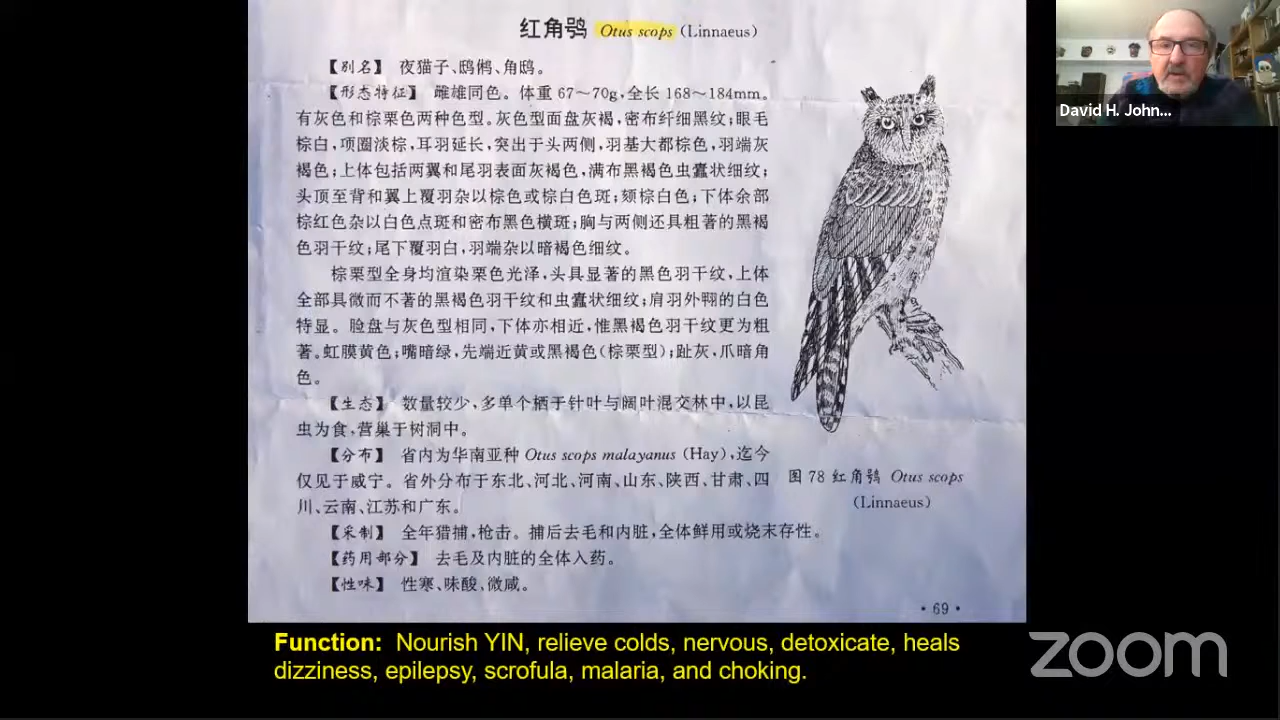 红角鸮 Otus scops (Linnaeus)
【别名】 夜猫子、鸱鸺、角鸱。
【形态特征】 雌雄同色。体重 67～70g,全长 168～184mm。
有灰色和棕栗色两种色型。灰色型面盘灰褐,密布纤细黑纹;眼毛
棕白,项圈淡棕,耳羽延长,突出于头两侧,羽基大都棕色,羽端灰
褐色;上体包括两翼和尾羽表面灰褐色,满布黑褐色虫蠹状细纹;
头顶至背和翼上覆羽杂以棕色或棕白色斑;颏棕白色;下体余部
棕红色杂以白色点斑和密布黑色横斑;胸与两侧还具粗著的黑褐
色羽干纹;尾下覆羽白,羽端杂以暗褐色细纹。
棕栗型全身均渲染栗色光泽,头具显著的黑色羽干纹,上体
全部具微而不著的黑褐色羽干纹和虫蠹状细纹;肩羽外翈的白色
特显。脸盘与灰色型相同,下体亦相近,惟黑褐色羽干纹更为粗
著。虹膜黄色;嘴暗绿,先端近黄或黑褐色(棕栗型);趾灰,爪暗角
色。
【生态】 数量较少,多单个栖于针叶与阔叶混交林中,以昆
虫为食,营巢于树洞中。
【分布】 省内为华南亚种 Otus scops malayanus (Hay),迄今
仅见于威宁。省外分布于东北、河北、河南、山东、陕西、甘肃、四
川、云南、江苏和广东。
图 78 红角鸮 Otus scops
(Linnaeus)
【采制】 全年猎捕,枪击。捕后去毛和内脏,全体鲜用或烧末存性。
【药用部分】 去毛及内脏的全体入药。
【性味】 性寒、味酸、微咸。
· 69 ·
Function: Nourish YIN, relieve colds, nervous, detoxicate, heals
dizziness, epilepsy, scrofula, malaria, and choking.
David H. John...
zoom